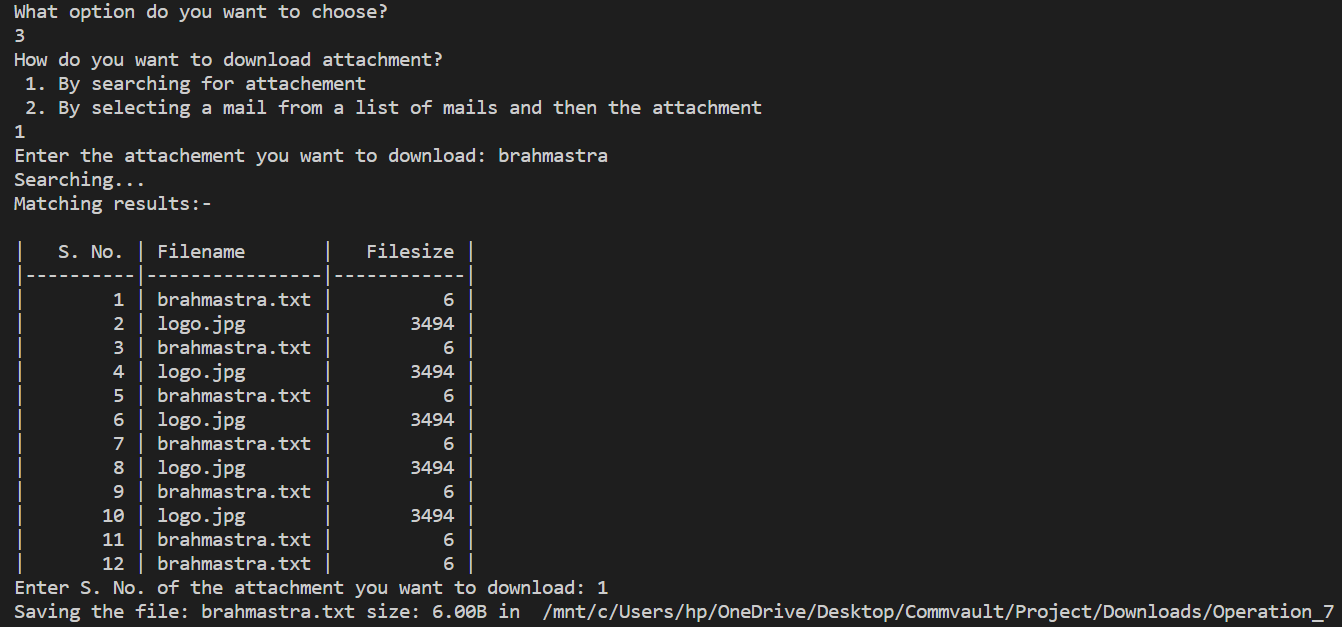 What option do you want to choose?
3
How do you want to download attachment?
 1. By searching for attachement
 2. By selecting a mail from a list of mails and then the attachment
1
Enter the attachement you want to download: brahmastra
Searching...
Matching results:-

|   S. No. | Filename       |   Filesize |
|----------|----------------|------------|
|        1 | brahmastra.txt |          6 |
|        2 | logo.jpg       |       3494 |
|        3 | brahmastra.txt |          6 |
|        4 | logo.jpg       |       3494 |
|        5 | brahmastra.txt |          6 |
|        6 | logo.jpg       |       3494 |
|        7 | brahmastra.txt |          6 |
|        8 | logo.jpg       |       3494 |
|        9 | brahmastra.txt |          6 |
|       10 | logo.jpg       |       3494 |
|       11 | brahmastra.txt |          6 |
|       12 | brahmastra.txt |          6 |
Enter S. No. of the attachment you want to download: 1
Saving the file: brahmastra.txt size: 6.00B in  /mnt/c/Users/hp/OneDrive/Desktop/Commvault/Project/Downloads/Operation_7